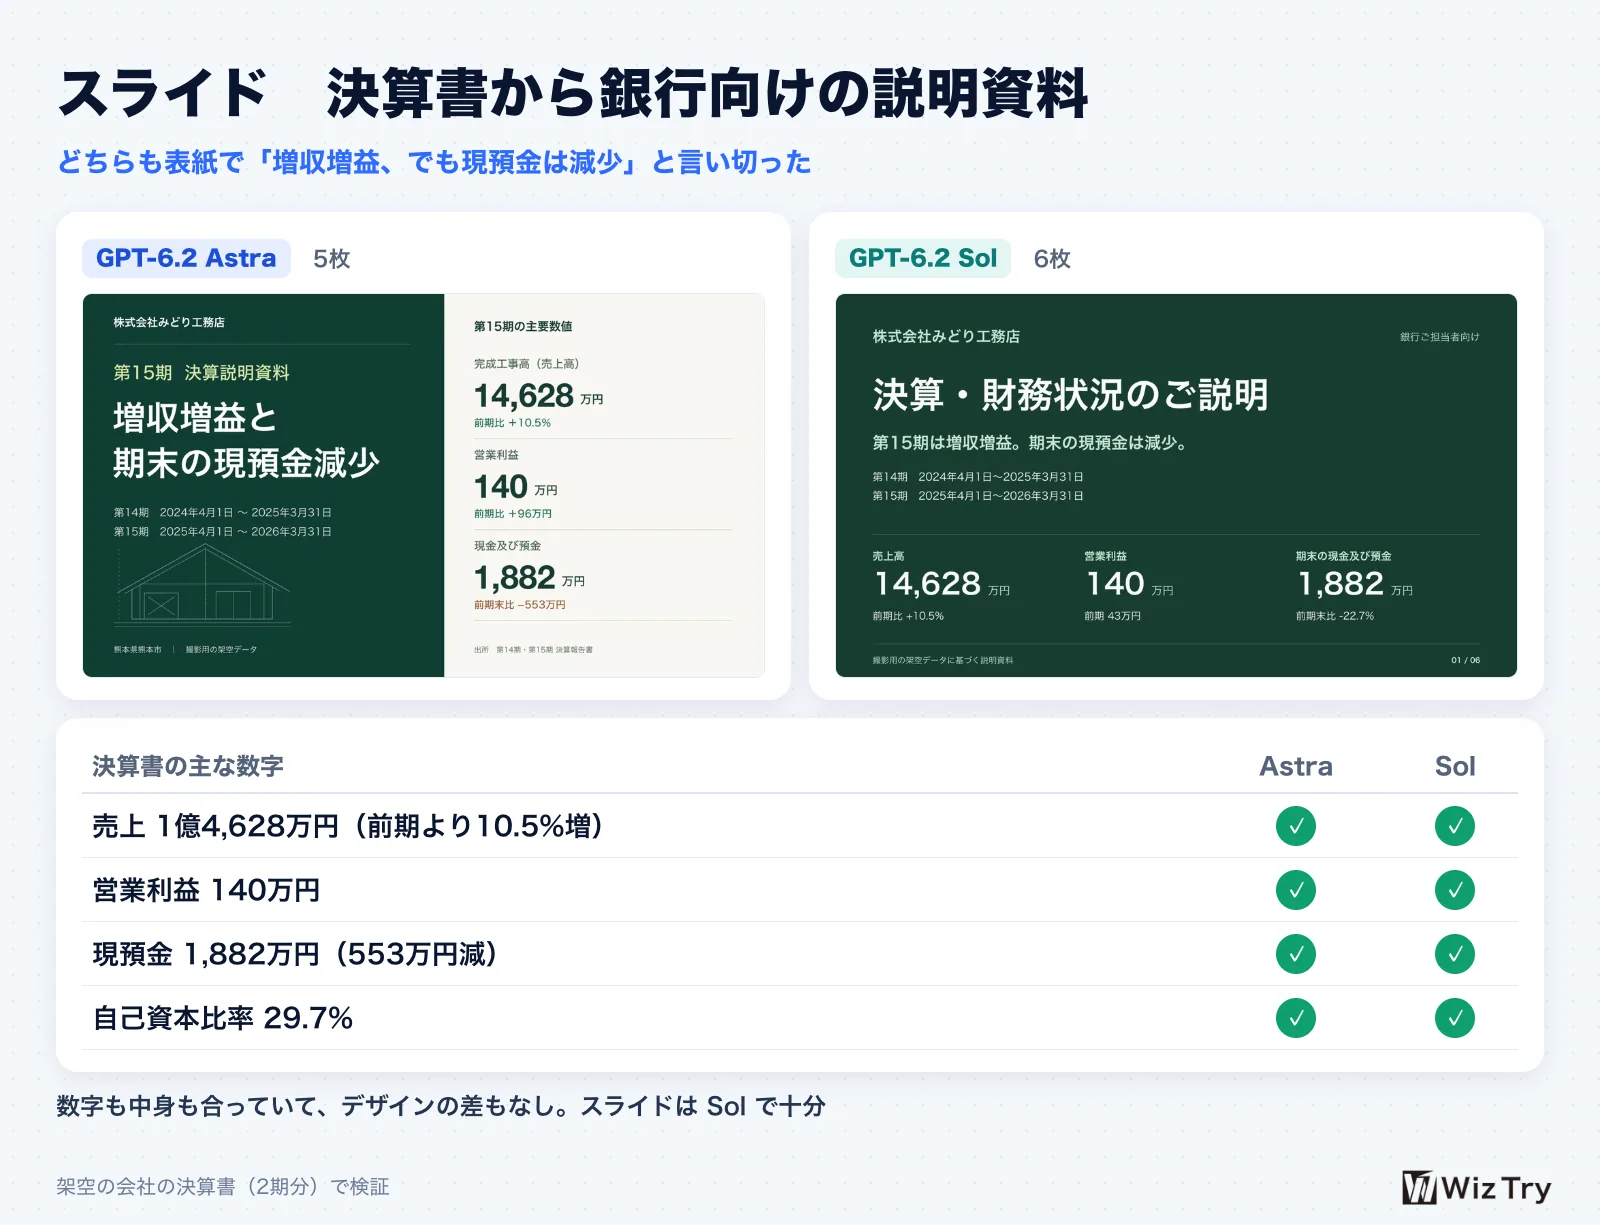 スライド　決算書から銀行向けの説明資料
どちらも表紙で「増収増益、でも現預金は減少」と言い切った
GPT-6.2 Astra 5枚
株式会社みどり工務店
第15期 決算説明資料
増収増益と
期末の現預金減少
第14期 2024年4月1日 〜 2025年3月31日
第15期 2025年4月1日 〜 2026年3月31日
熊本県熊本市 | 撮影用の架空データ
第15期の主要数値
完成工事高（売上高）
14,628 万円
前期比 +10.5%
営業利益
140 万円
前期比 +96万円
現金及び預金
1,882 万円
前期末比 −553万円
出所 第14期・第15期 決算報告書
GPT-6.2 Sol 6枚
株式会社みどり工務店
銀行ご担当者向け
決算・財務状況のご説明
第15期は増収増益。期末の現預金は減少。
第14期 2024年4月1日〜2025年3月31日
第15期 2025年4月1日〜2026年3月31日
売上高
14,628 万円
前期比 +10.5%
営業利益
140 万円
前期 43万円
期末の現金及び預金
1,882 万円
前期末比 -22.7%
撮影用の架空データに基づく説明資料
01 / 06
決算書の主な数字 Astra Sol
売上 1億4,628万円（前期より10.5%増） ✓ ✓
営業利益 140万円 ✓ ✓
現預金 1,882万円（553万円減） ✓ ✓
自己資本比率 29.7% ✓ ✓
数字も中身も合っていて、デザインの差もなし。スライドは Sol で十分
架空の会社の決算書（2期分）で検証
Wiz Try